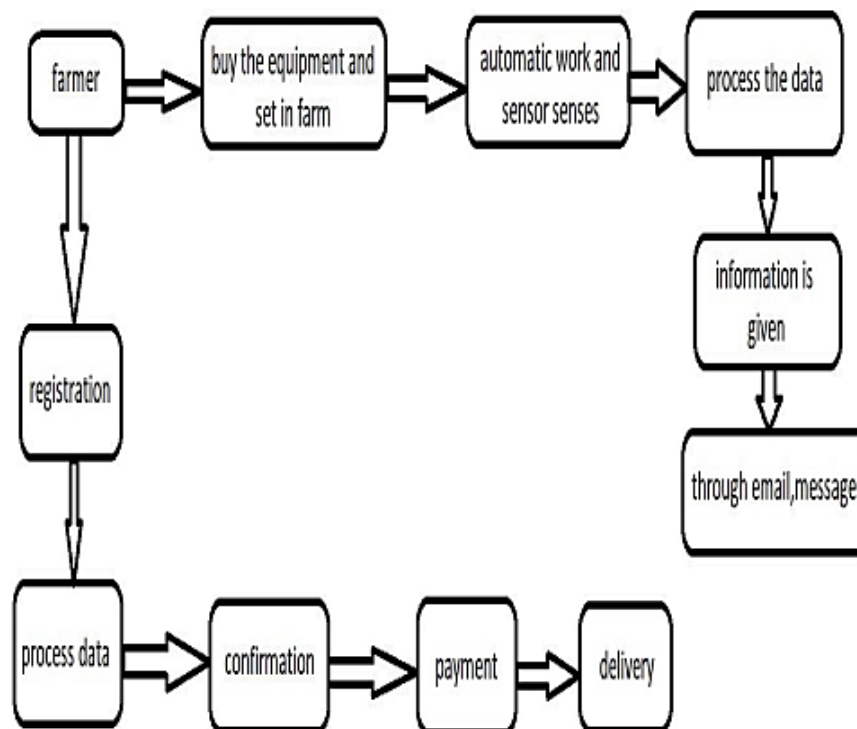 farmer
buy the equipment and
set in farm
automatic work and
sensor senses
process the data
information is
given
through email,message
registration
process data
confirmation
payment
delivery